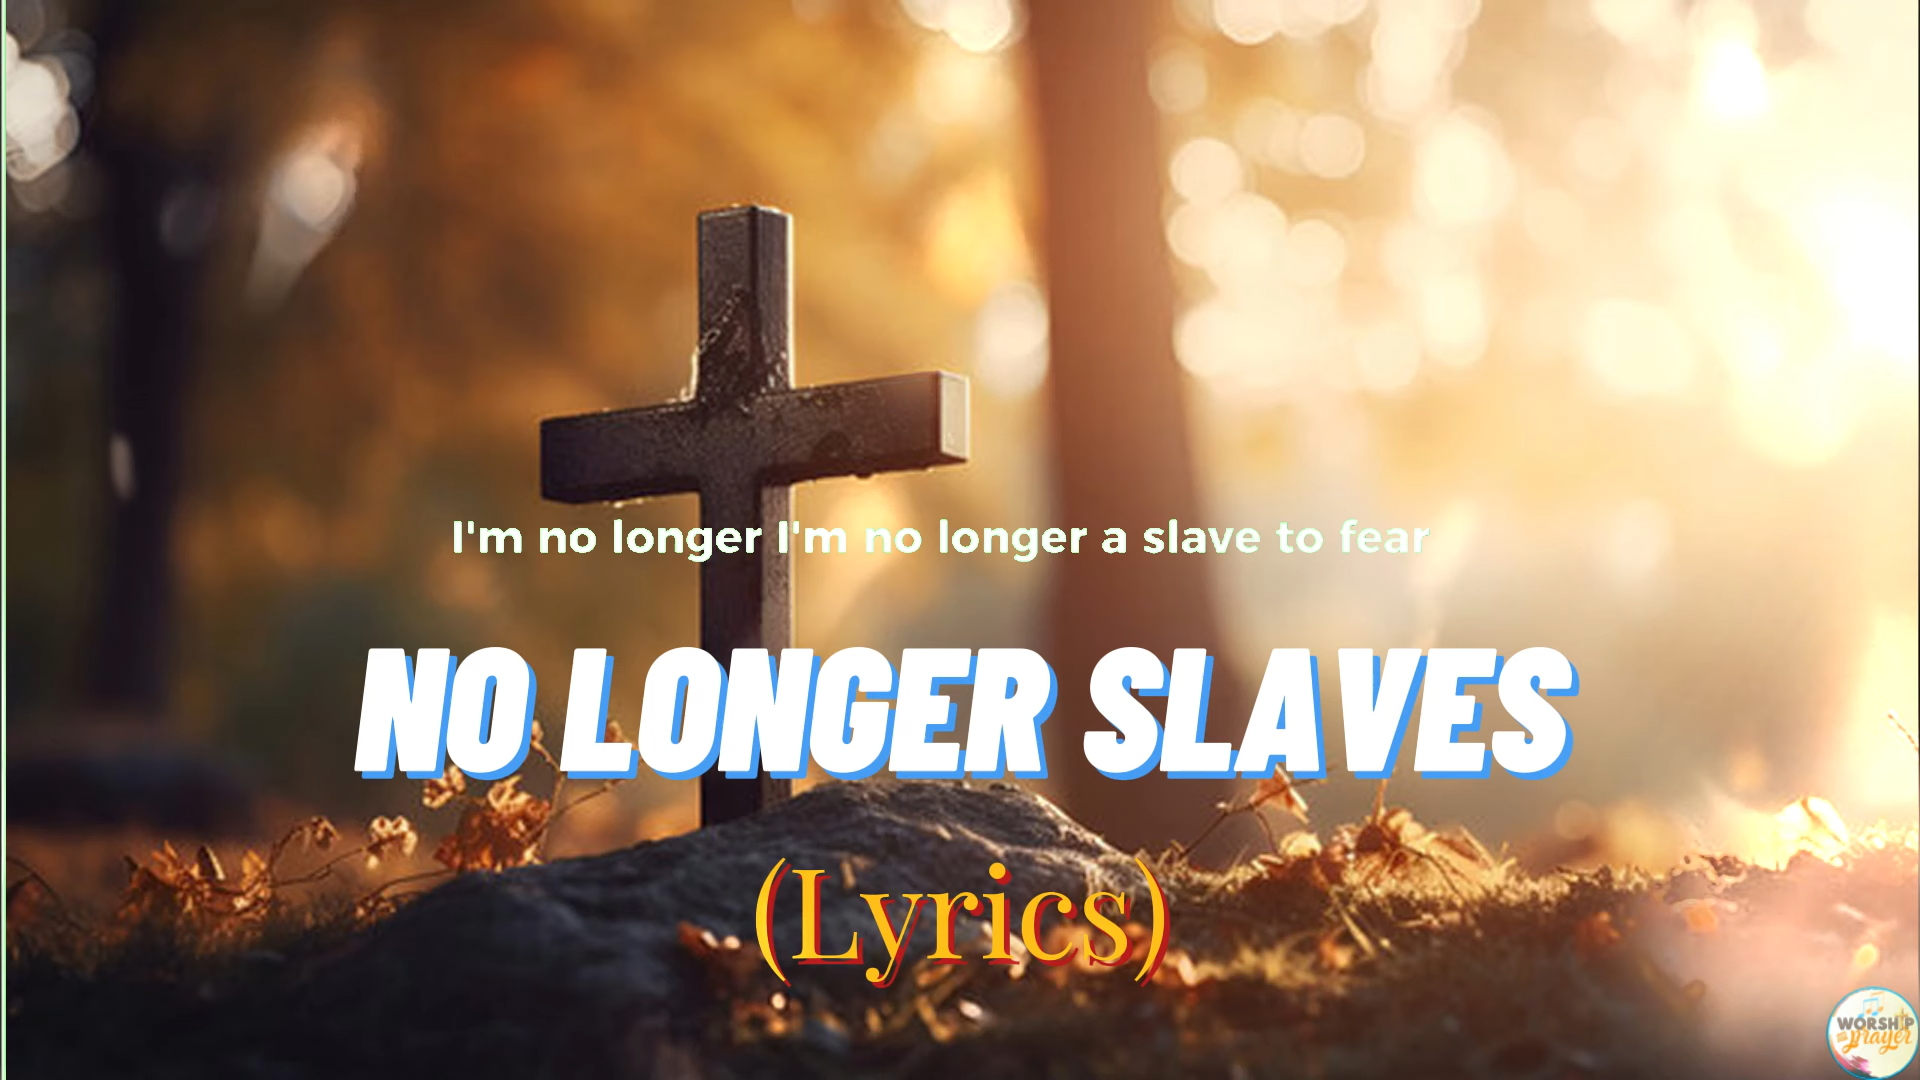 I'm no longer I'm no longer a slave to fear
NO LONGER SLAVES
(Lyrics)
WORSHIP
prayer